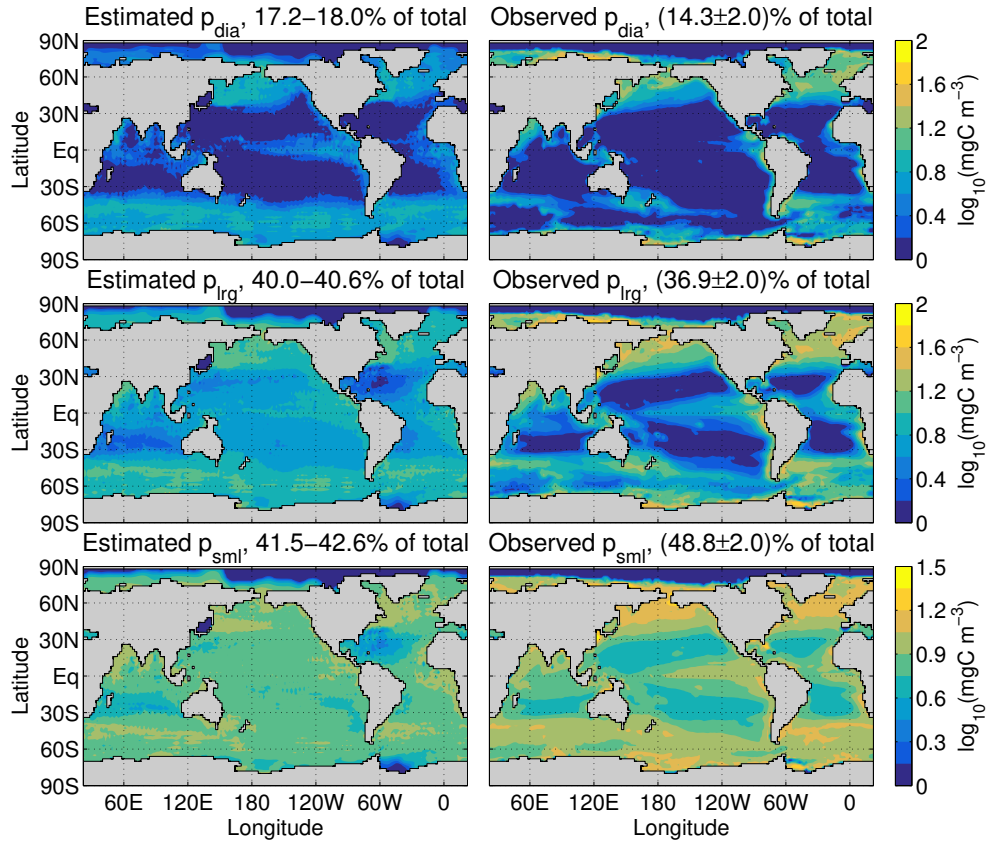 Estimated p_dia, 17.2−18.0% of total
Observed p_dia, (14.3±2.0)% of total
90N
60N
30N
Eq
30S
60S
90S
Latitude
2
1.6
1.2
0.8
0.4
0
log10(mgC m−3)
Estimated p_lrg, 40.0−40.6% of total
Observed p_lrg, (36.9±2.0)% of total
90N
60N
30N
Eq
30S
60S
90S
Latitude
2
1.6
1.2
0.8
0.4
0
log10(mgC m−3)
Estimated p_sml, 41.5−42.6% of total
Observed p_sml, (48.8±2.0)% of total
90N
60N
30N
Eq
30S
60S
90S
Latitude
1.5
1.2
0.9
0.6
0.3
0
log10(mgC m−3)
60E 120E 180 120W 60W 0
60E 120E 180 120W 60W 0
Longitude
Longitude